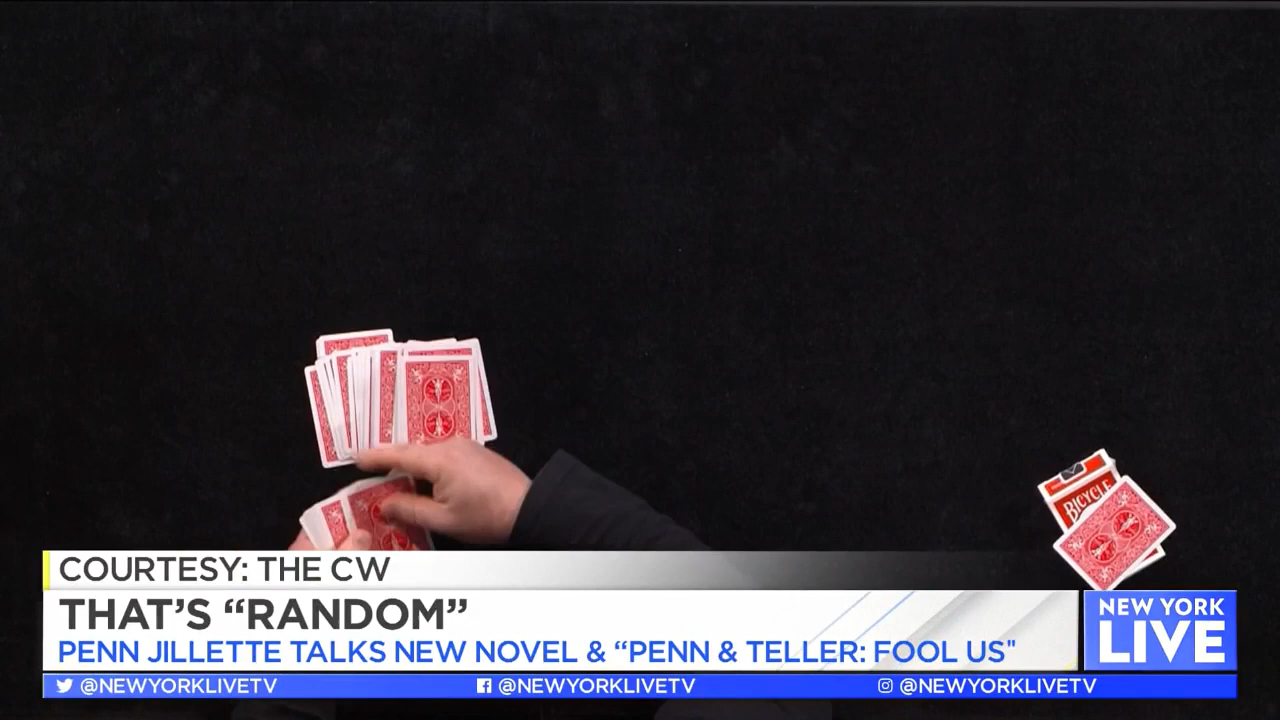 BICYCLE
COURTESY: THE CW
THAT'S “RANDOM”
PENN JILLETTE TALKS NEW NOVEL & “PENN & TELLER: FOOL US"
NEW YORK
LIVE
@NEWYORKLIVETV
@NEWYORKLIVETV
@NEWYORKLIVETV